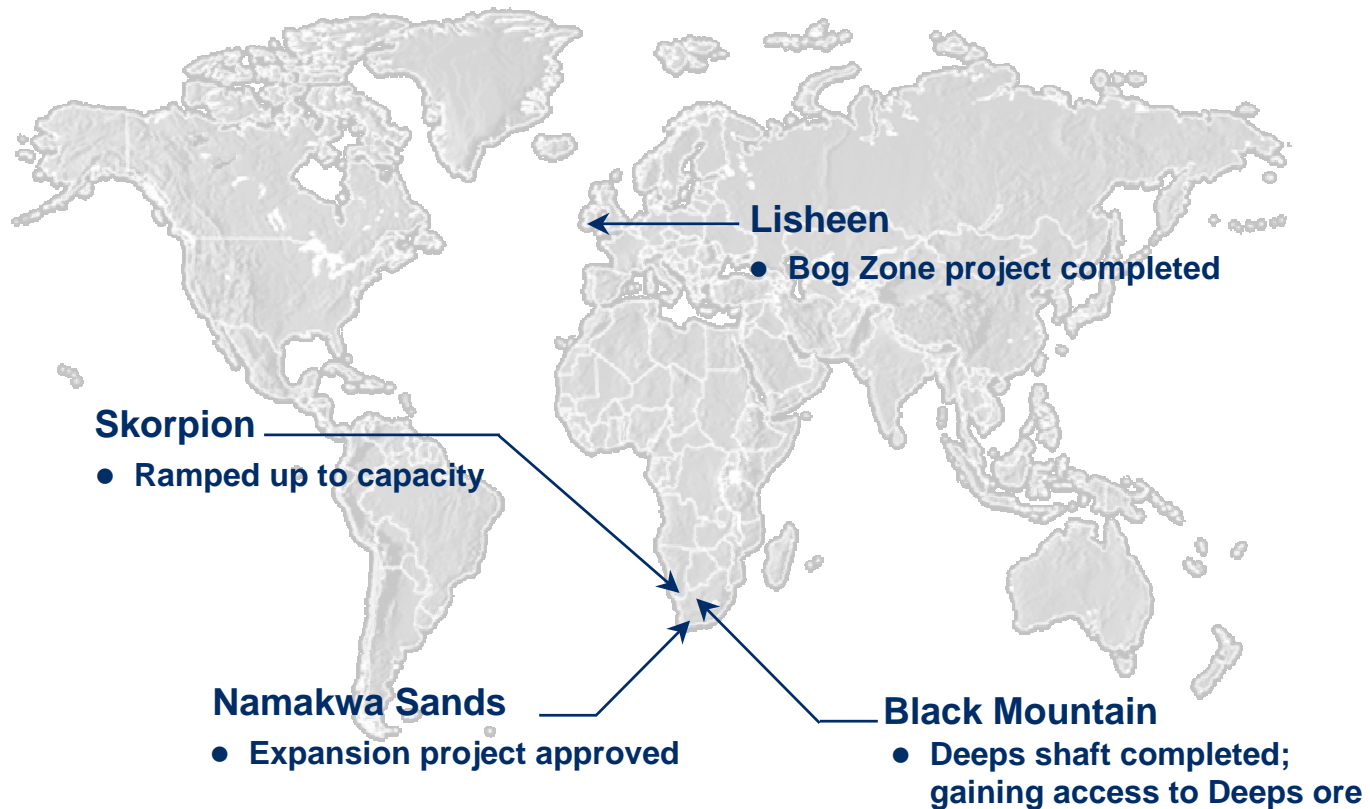 Lisheen
● Bog Zone project completed
Skorpion
● Ramped up to capacity
Namakwa Sands
● Expansion project approved
Black Mountain
● Deeps shaft completed;
gaining access to Deeps ore